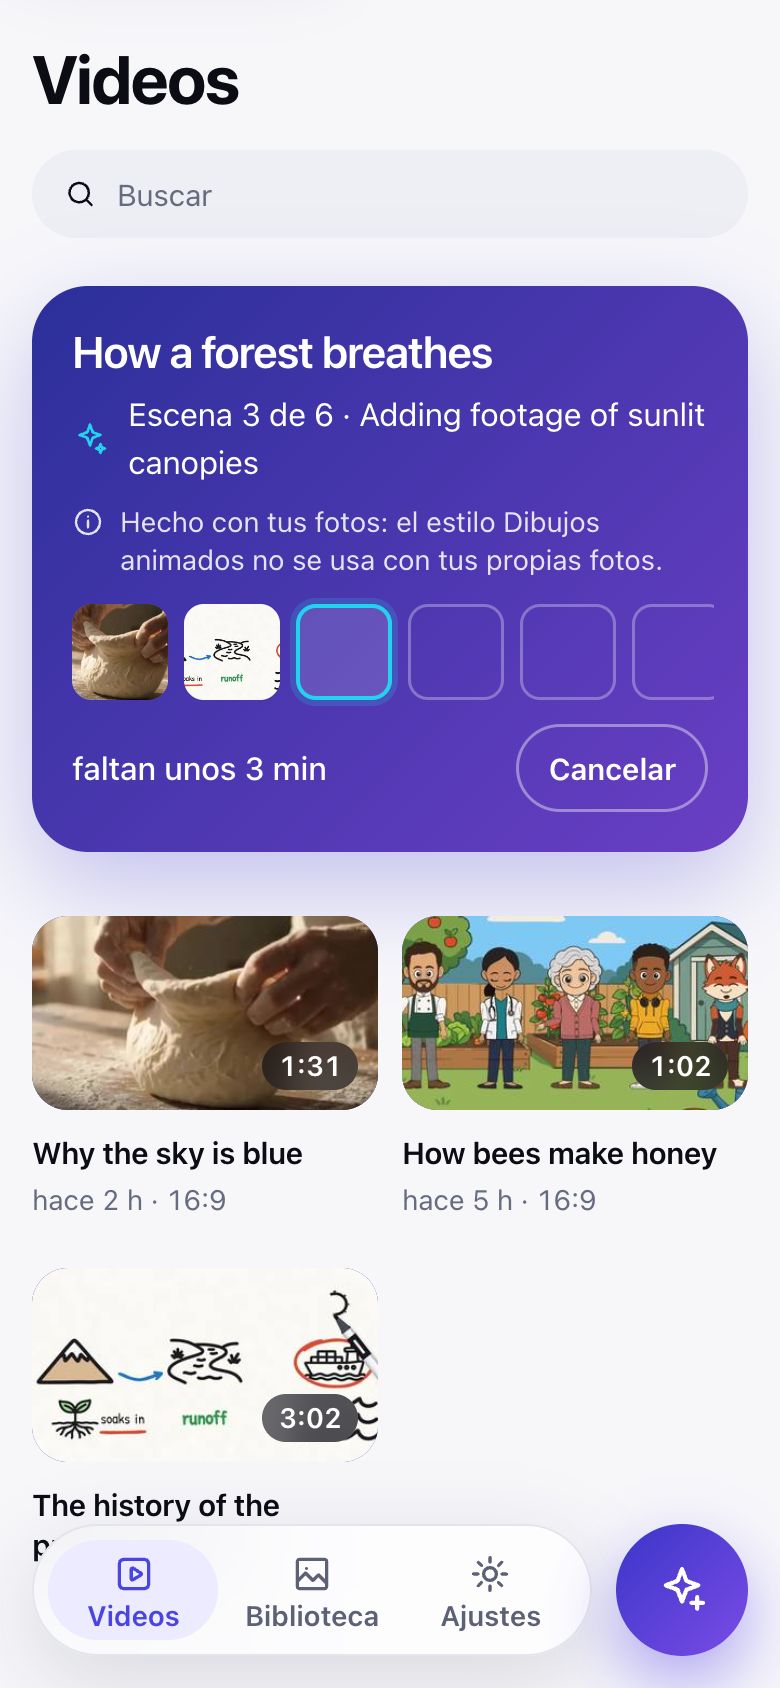 Videos
Buscar
How a forest breathes
Escena 3 de 6 · Adding footage of sunlit
canopies
Hecho con tus fotos: el estilo Dibujos
animados no se usa con tus propias fotos.
soaks in
runoff
faltan unos 3 min
Cancelar
1:31
1:02
Why the sky is blue
How bees make honey
hace 2 h · 16:9
hace 5 h · 16:9
soaks in
runoff
3:02
The history of the
Videos
Biblioteca
Ajustes